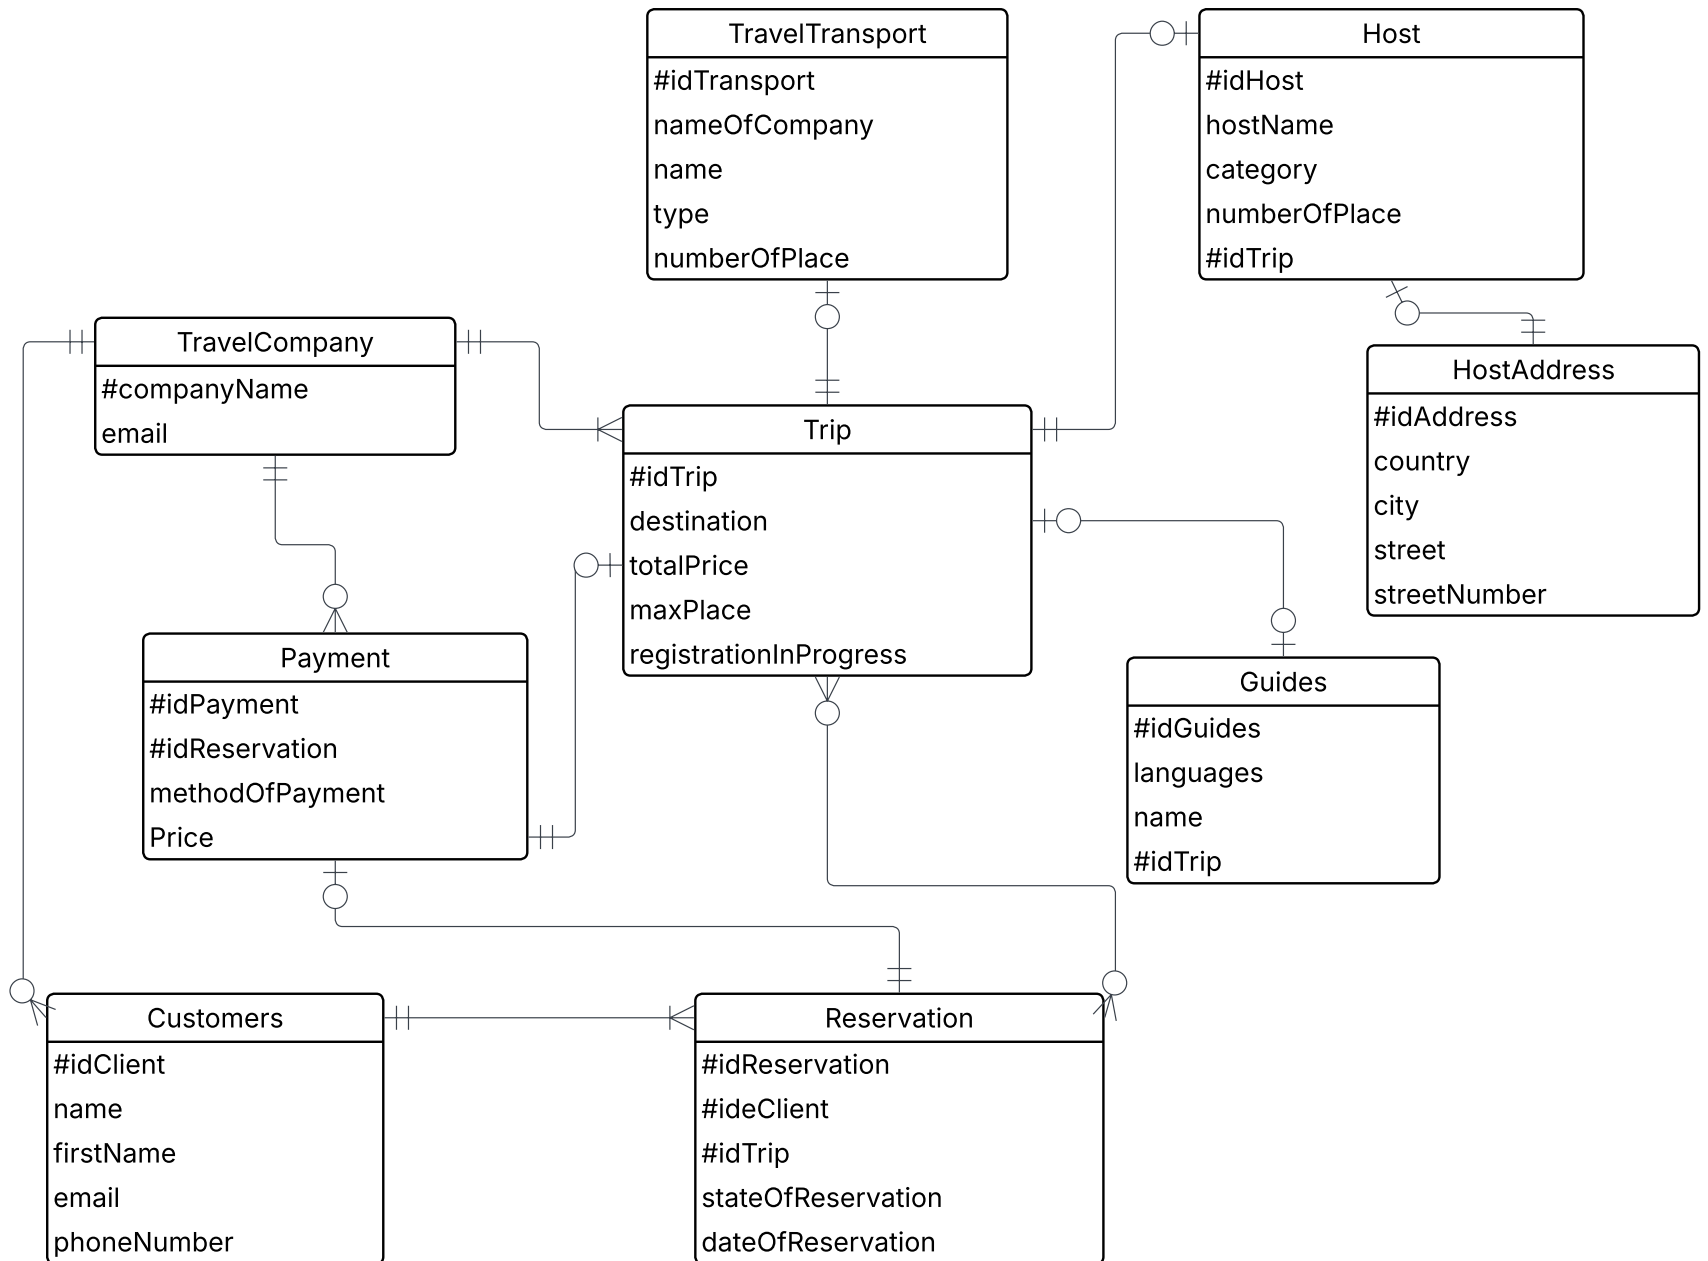 TravelTransport
#idTransport
nameOfCompany
name
type
numberOfPlace
Host
#idHost
hostName
category
numberOfPlace
#idTrip
TravelCompany
#companyName
email
HostAddress
#idAddress
country
city
street
streetNumber
Trip
#idTrip
destination
totalPrice
maxPlace
registrationInProgress
Payment
#idPayment
#idReservation
methodOfPayment
Price
Guides
#idGuides
languages
name
#idTrip
Customers
#idClient
name
firstName
email
phoneNumber
Reservation
#idReservation
#ideClient
#idTrip
stateOfReservation
dateOfReservation